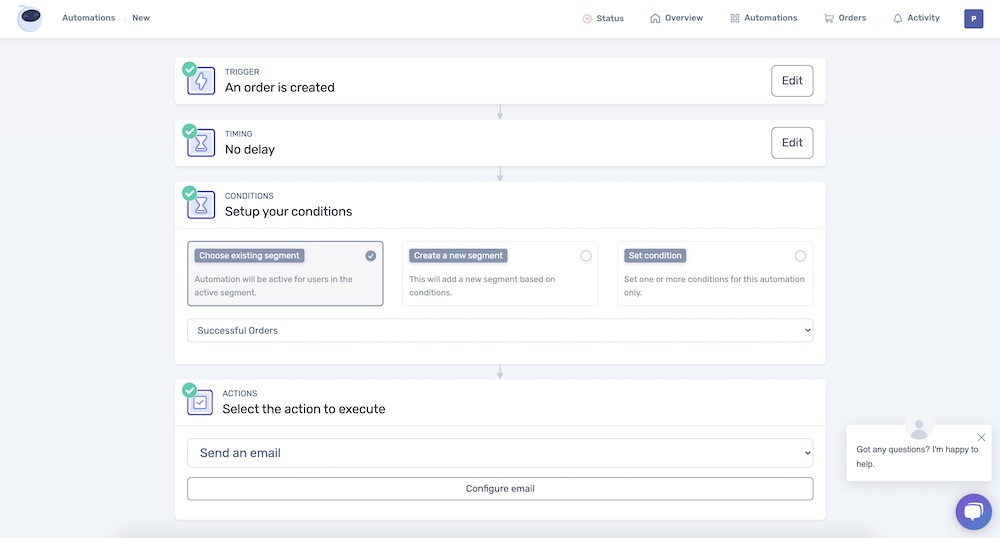 Automations › New
Status
Overview
Automations
Orders
Activity
P
TRIGGER
An order is created
Edit
TIMING
No delay
Edit
CONDITIONS
Setup your conditions
Choose existing segment
Automation will be active for users in the
active segment.
Create a new segment
This will add a new segment based on
conditions.
Set condition
Set one or more conditions for this automation
only.
Successful Orders
ACTIONS
Select the action to execute
Send an email
Configure email
Got any questions? I'm happy to
help.